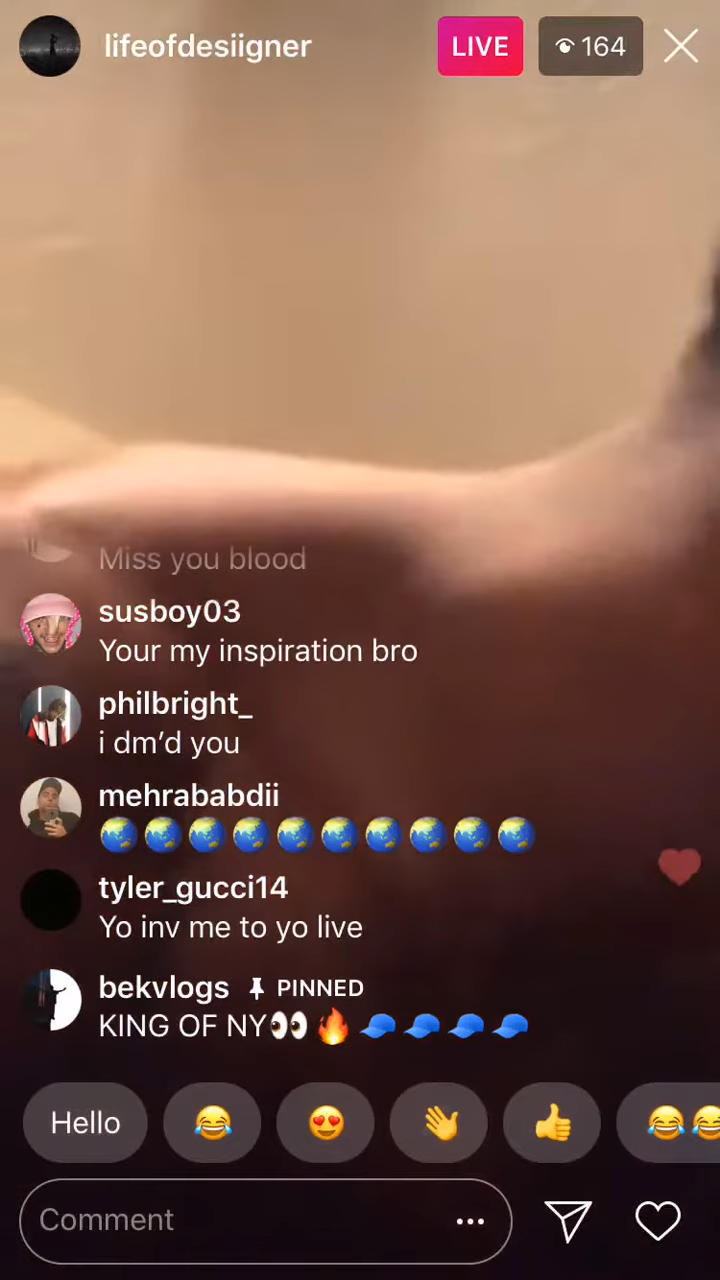 lifeofdesiigner LIVE 164
Miss you blood
susboy03
Your my inspiration bro
philbright_
i dm’d you
mehrababdii
🌏🌏🌏🌏🌏🌏🌏🌏🌏🌏
tyler_gucci14
Yo inv me to yo live
bekvlogs PINNED
KING OF NY👀🔥🧢🧢🧢🧢
Hello 😂 😍 👋 👍 😂😂
Comment